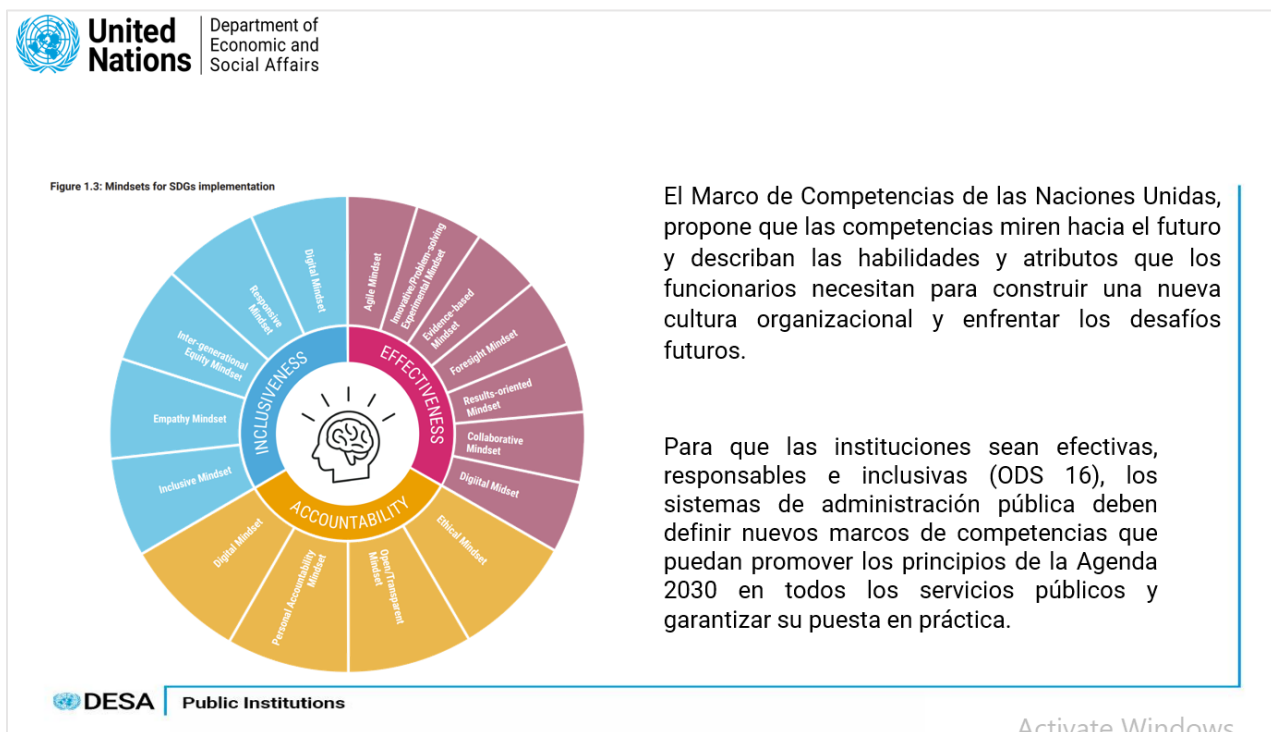 United
Nations
Department of
Economic and
Social Affairs
Figure 1.3: Mindsets for SDGs implementation
Agile Mindset
Innovative/Problem-solving
Experimental Mindset
Evidence-based
Mindset
Foresight Mindset
Results-oriented
Mindset
Collaborative
Mindset
Digiital Midset
Ethical Mindset
Open/Transparent
Mindset
Personal Accountability
Mindset
Digital Mindset
Inclusive Mindset
Empathy Mindset
Inter-generational
Equity Mindset
Responsive
Mindset
Digital Mindset
EFFECTIVENESS
ACCOUNTABILITY
INCLUSIVENESS
El Marco de Competencias de las Naciones Unidas,
propone que las competencias miren hacia el futuro
y describan las habilidades y atributos que los
funcionarios necesitan para construir una nueva
cultura organizacional y enfrentar los desafíos
futuros.
Para que las instituciones sean efectivas,
responsables e inclusivas (ODS 16), los
sistemas de administración pública deben
definir nuevos marcos de competencias que
puedan promover los principios de la Agenda
2030 en todos los servicios públicos y
garantizar su puesta en práctica.
DESA
Public Institutions
Activate Windows